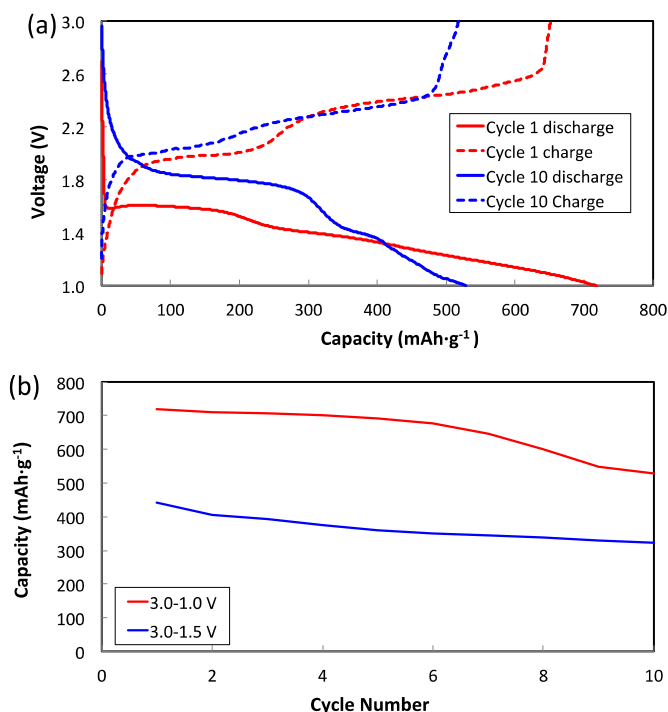 (a)
3.0
2.6
2.2
1.8
1.4
1.0
Voltage (V)
Cycle 1 discharge
Cycle 1 charge
Cycle 10 discharge
Cycle 10 Charge
0 100 200 300 400 500 600 700 800
Capacity (mAh·g⁻¹ )
(b)
800
700
600
500
400
300
200
100
0
Capacity (mAh·g⁻¹)
3.0-1.0 V
3.0-1.5 V
0 2 4 6 8 10
Cycle Number